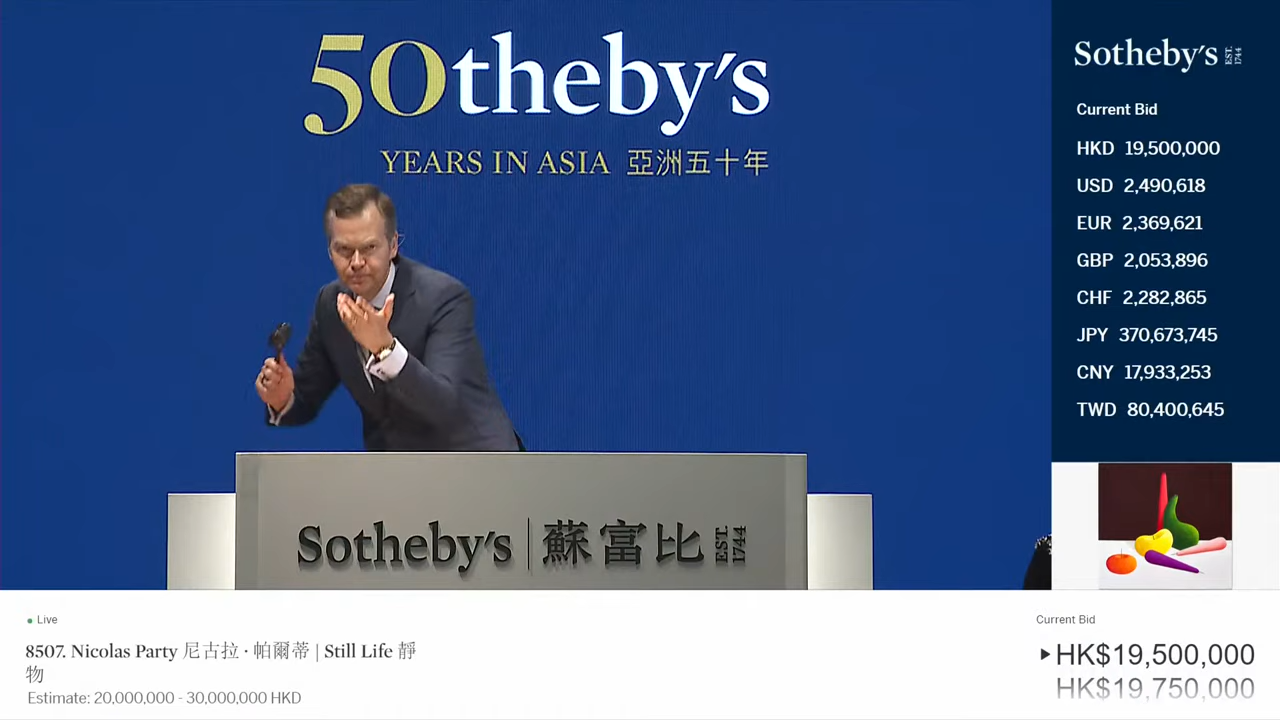 50theby's
YEARS IN ASIA 亞洲五十年
Sotheby's | 蘇富比 EST. 1744
Sotheby's EST. 1744
Current Bid
HKD 19,500,000
USD 2,490,618
EUR 2,369,621
GBP 2,053,896
CHF 2,282,865
JPY 370,673,745
CNY 17,933,253
TWD 80,400,645
Live
8507. Nicolas Party 尼古拉·帕爾蒂 | Still Life 靜
物
Estimate: 20,000,000 - 30,000,000 HKD
Current Bid
HK$19,500,000
HK$19,750,000